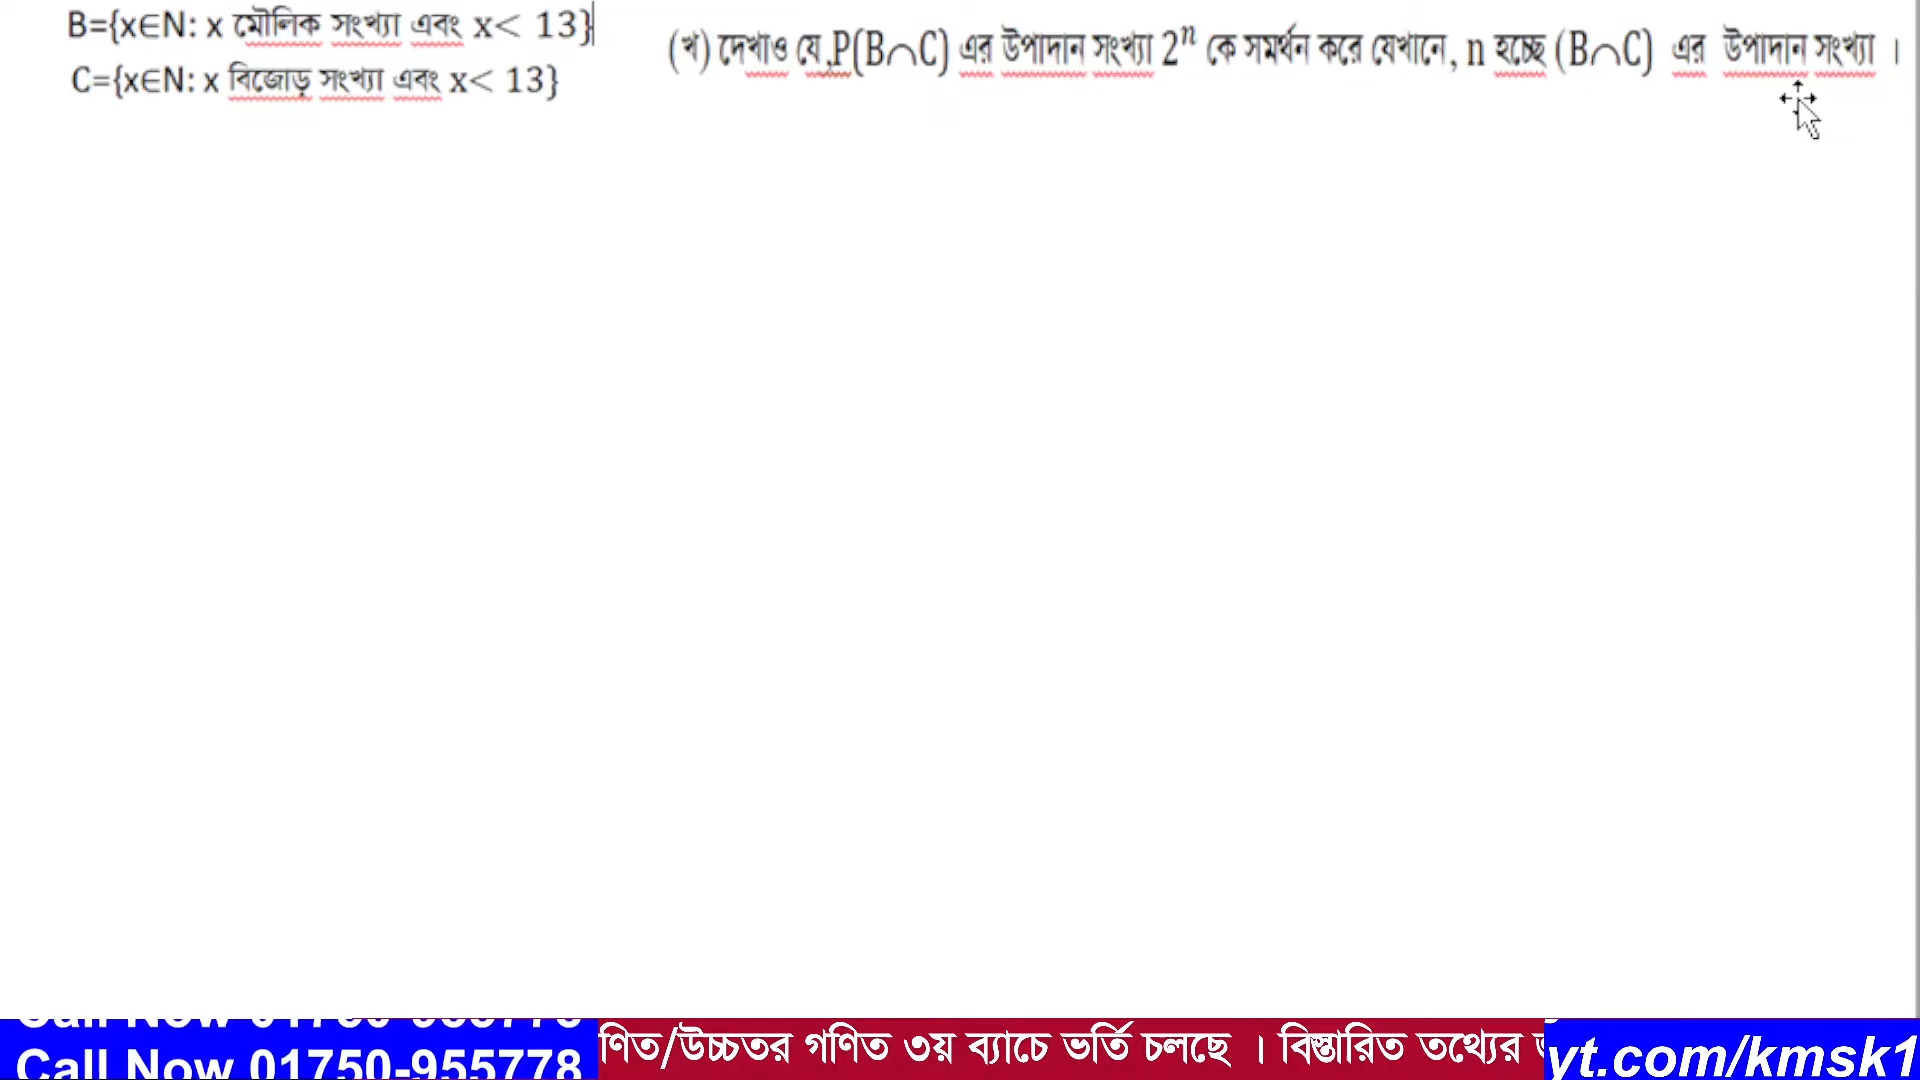 B={x∈N: x মৌলিক সংখ্যা এবং x< 13}
C={x∈N: x বিজোড় সংখ্যা এবং x< 13}
(খ) দেখাও যে,P(B∩C) এর উপাদান সংখ্যা 2ⁿ কে সমর্থন করে যেখানে, n হচ্ছে (B∩C) এর উপাদান সংখ্যা ।
Call Now 01750-955778
ণিত/উচ্চতর গণিত ৩য় ব্যাচে ভর্তি চলছে । বিস্তারিত তথ্যের
yt.com/kmsk1